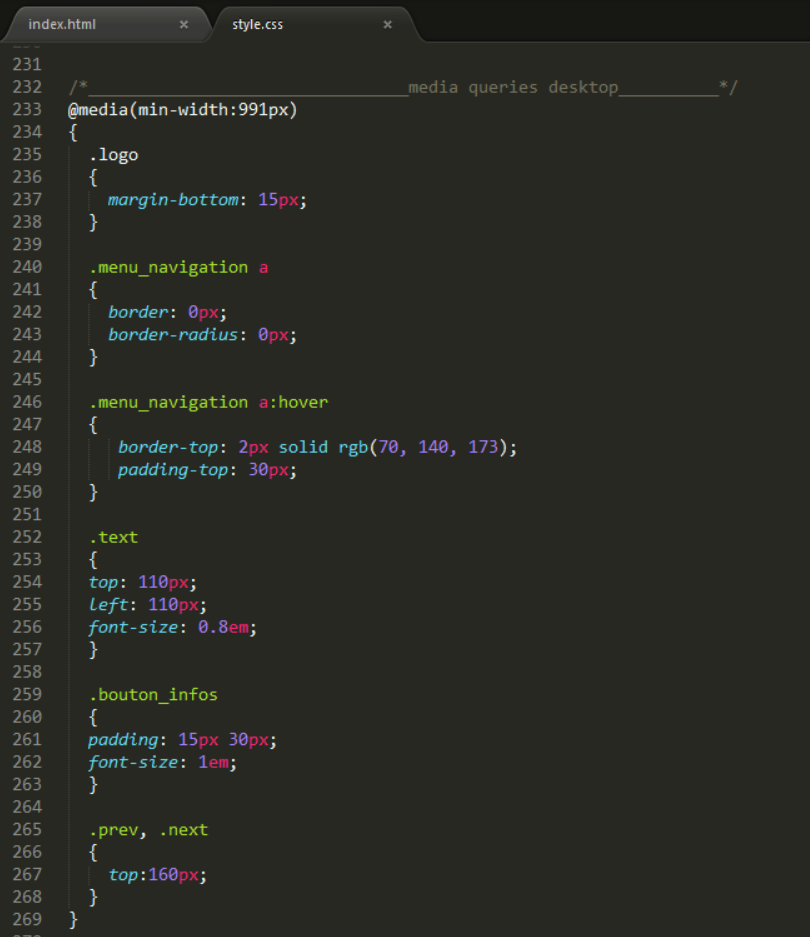 index.html × style.css ×
231
232 /*________________________________media queries desktop__________*/
233 @media(min-width:991px)
234 {
235 .logo
236 {
237 margin-bottom: 15px;
238 }
239
240 .menu_navigation a
241 {
242 border: 0px;
243 border-radius: 0px;
244 }
245
246 .menu_navigation a:hover
247 {
248 border-top: 2px solid rgb(70, 140, 173);
249 padding-top: 30px;
250 }
251
252 .text
253 {
254 top: 110px;
255 left: 110px;
256 font-size: 0.8em;
257 }
258
259 .bouton_infos
260 {
261 padding: 15px 30px;
262 font-size: 1em;
263 }
264
265 .prev, .next
266 {
267 top:160px;
268 }
269 }